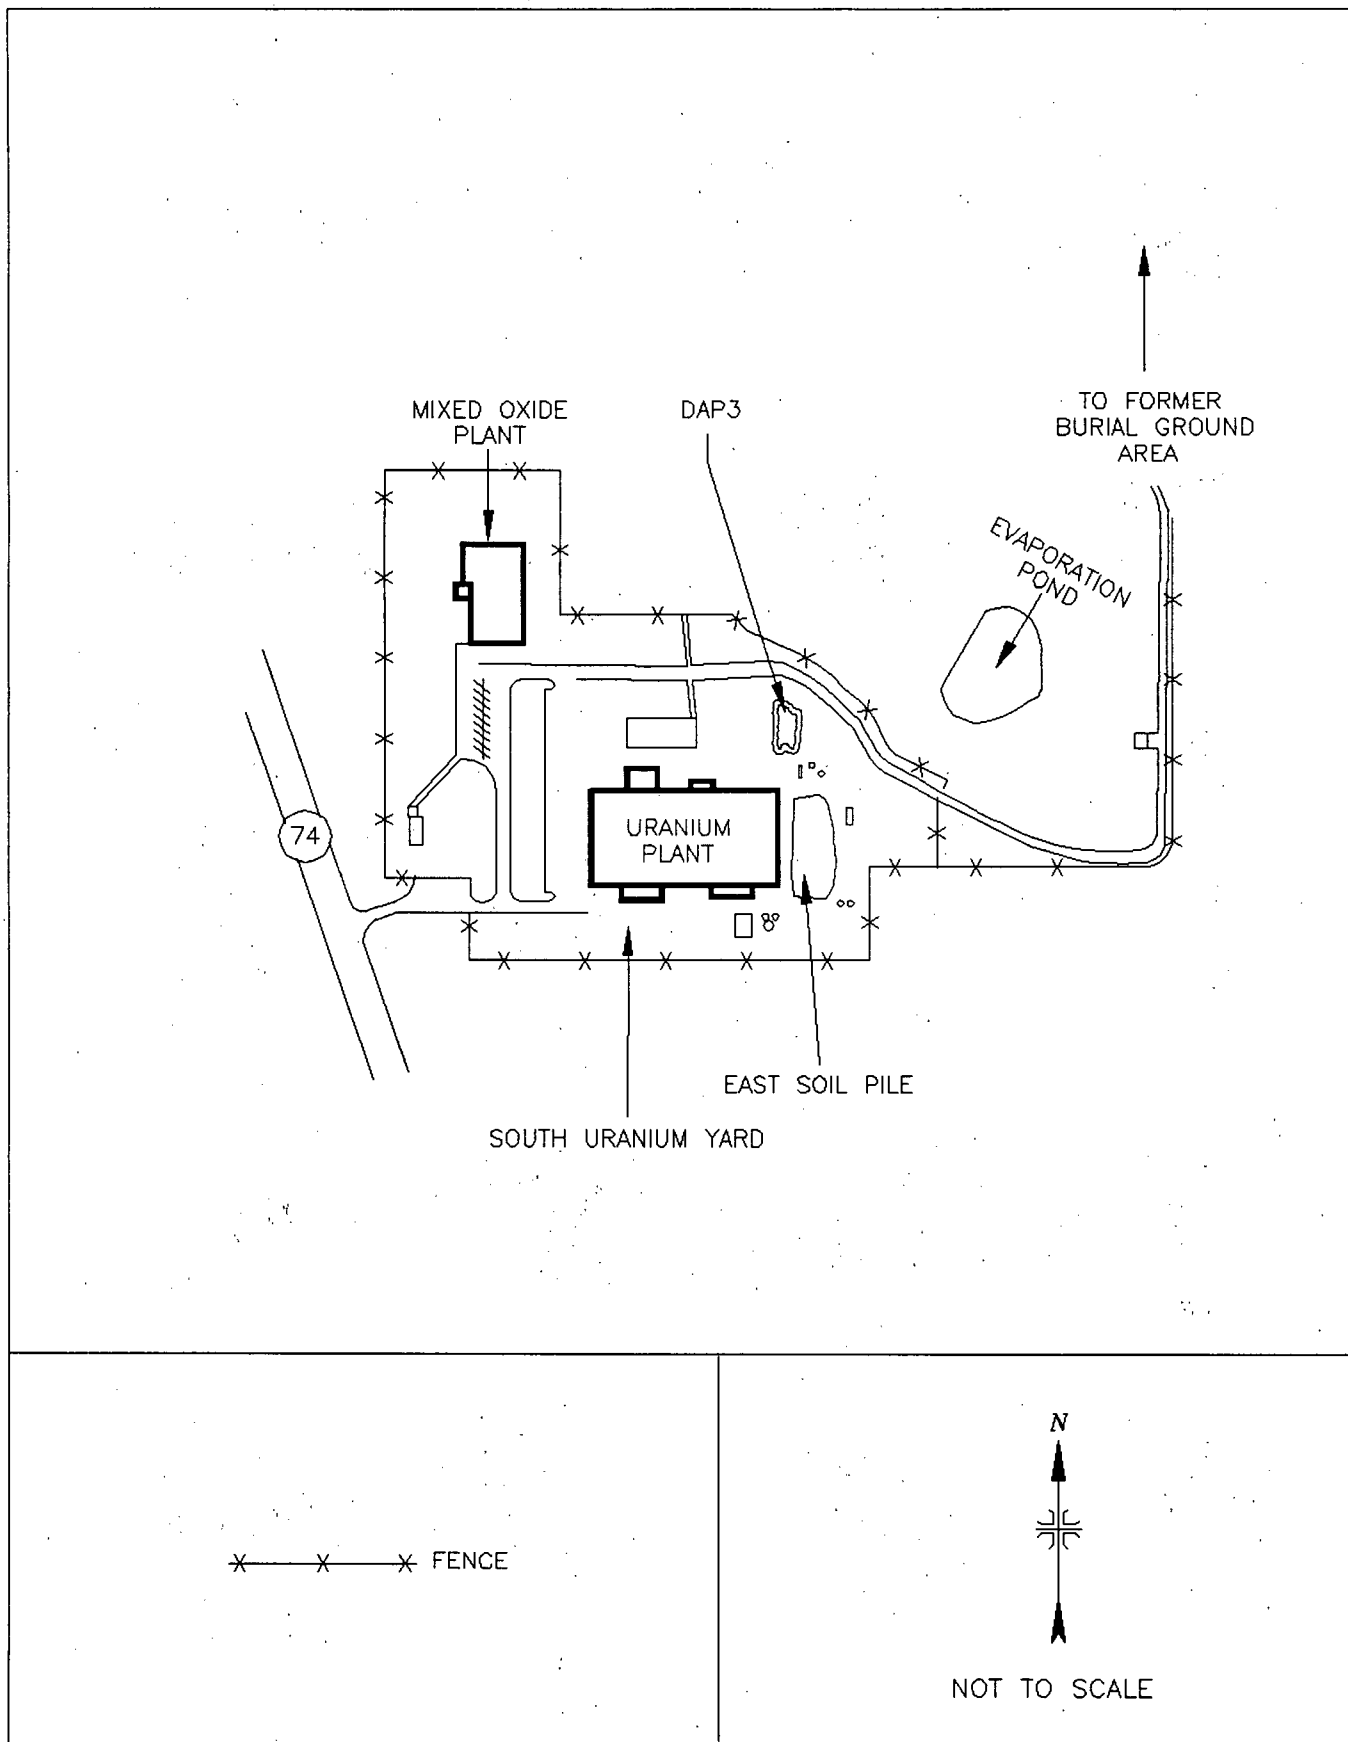 TO FORMER
BURIAL GROUND
AREA
MIXED OXIDE
PLANT
DAP3
EVAPORATION
POND
74
URANIUM
PLANT
EAST SOIL PILE
SOUTH URANIUM YARD
FENCE
N
NOT TO SCALE